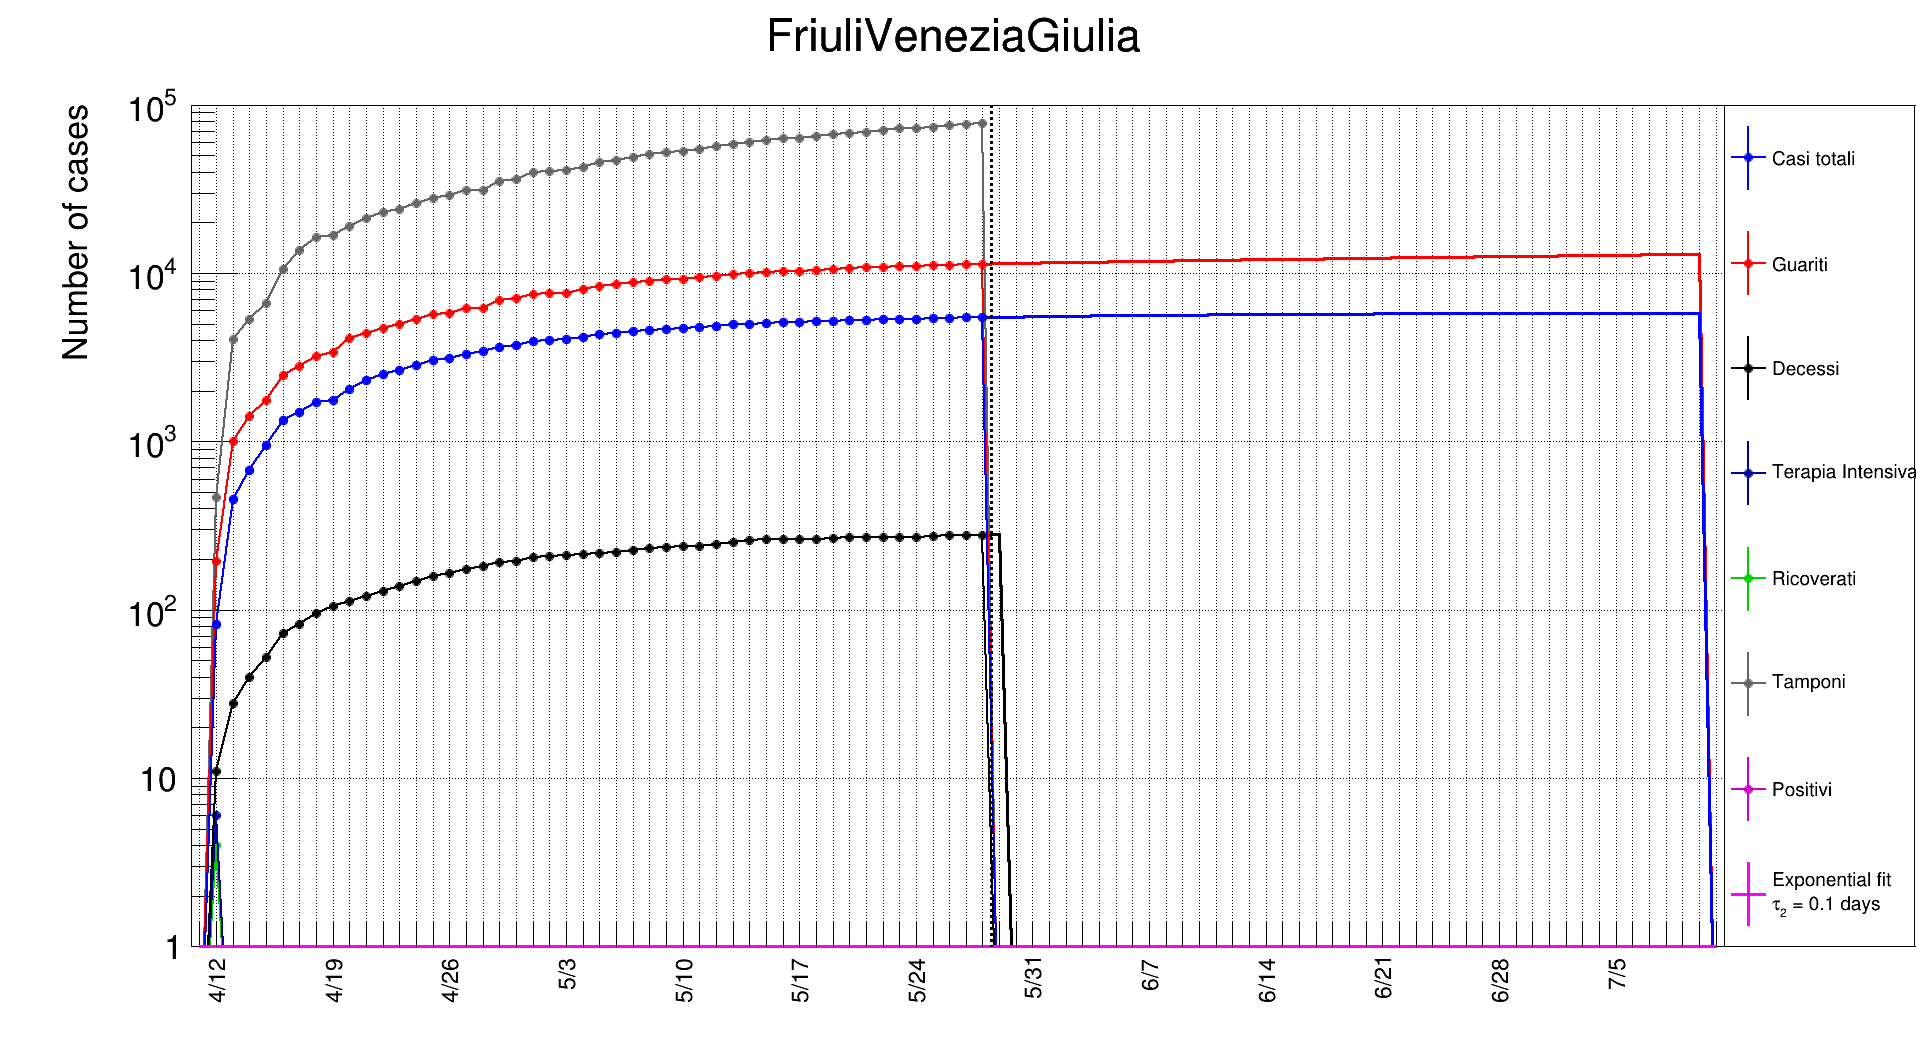 FriuliVeneziaGiulia
Number of cases
10^5
10^4
10^3
10^2
10
1
4/12
4/19
4/26
5/3
5/10
5/17
5/24
5/31
6/7
6/14
6/21
6/28
7/5
Casi totali
Guariti
Decessi
Terapia Intensiva
Ricoverati
Tamponi
Positivi
Exponential fit
τ_2 = 0.1 days